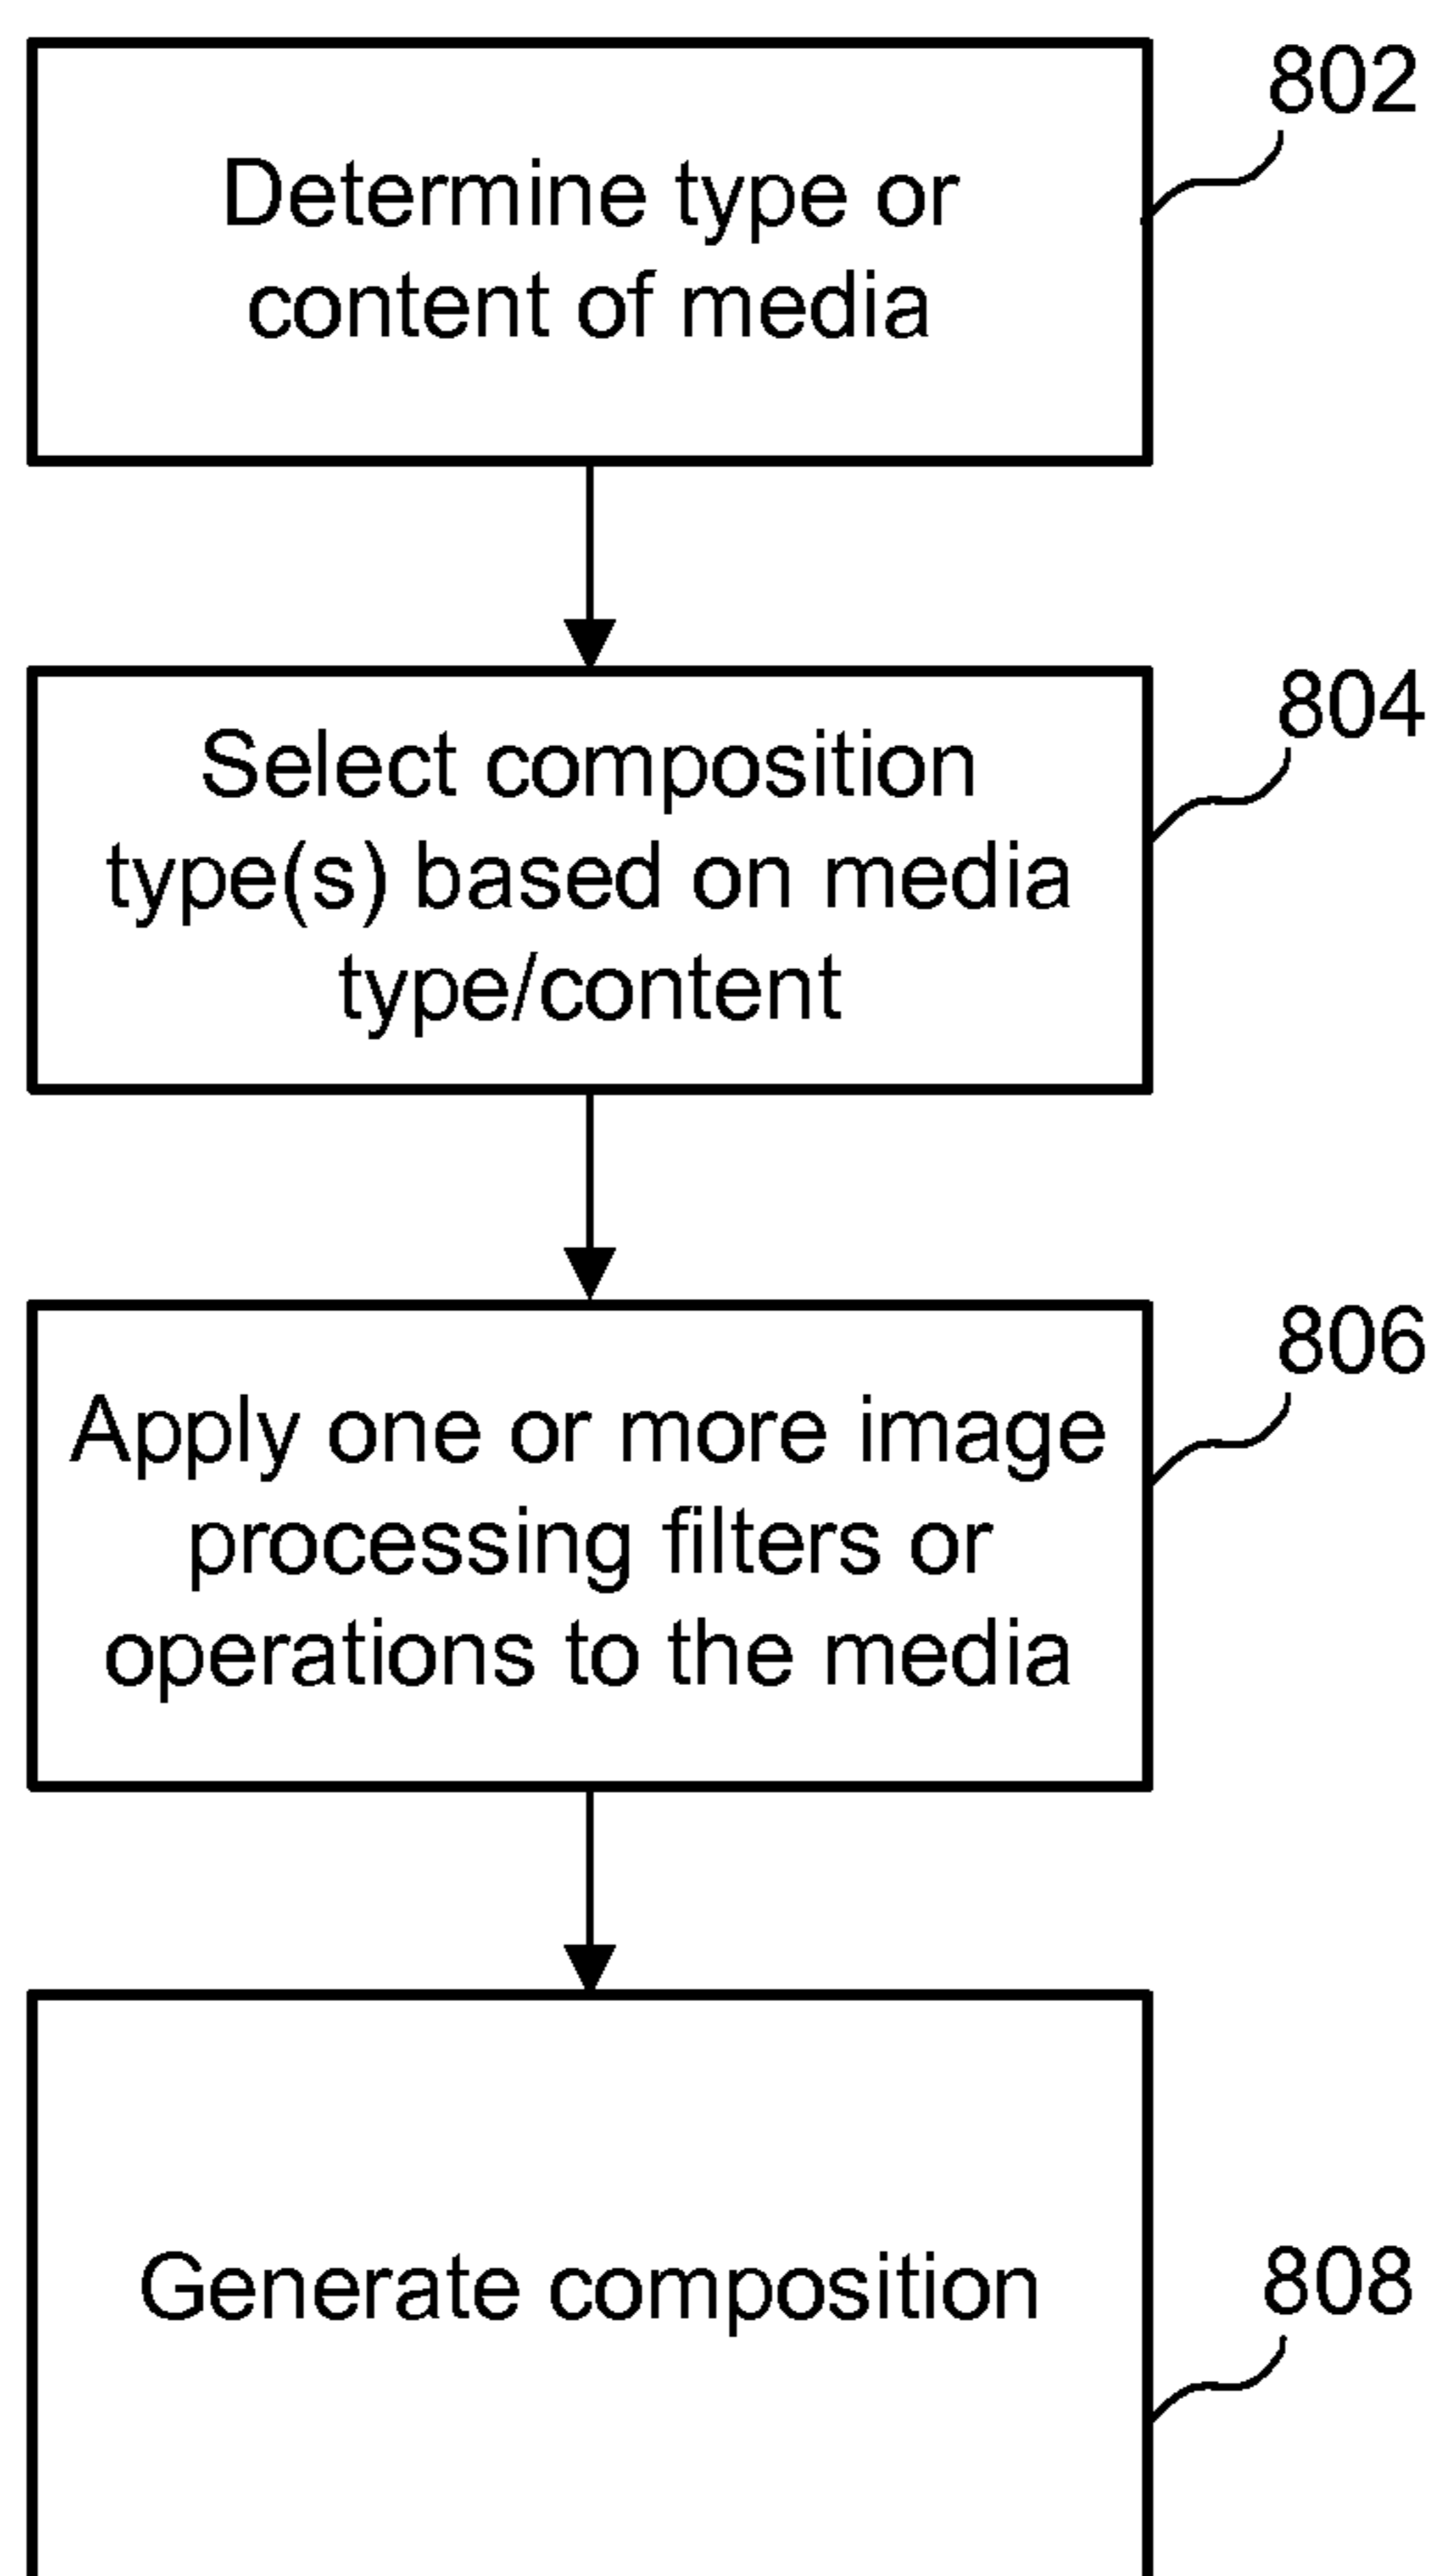 802
Determine type or
content of media
804
Select composition
type(s) based on media
type/content
806
Apply one or more image
processing filters or
operations to the media
Generate composition
808